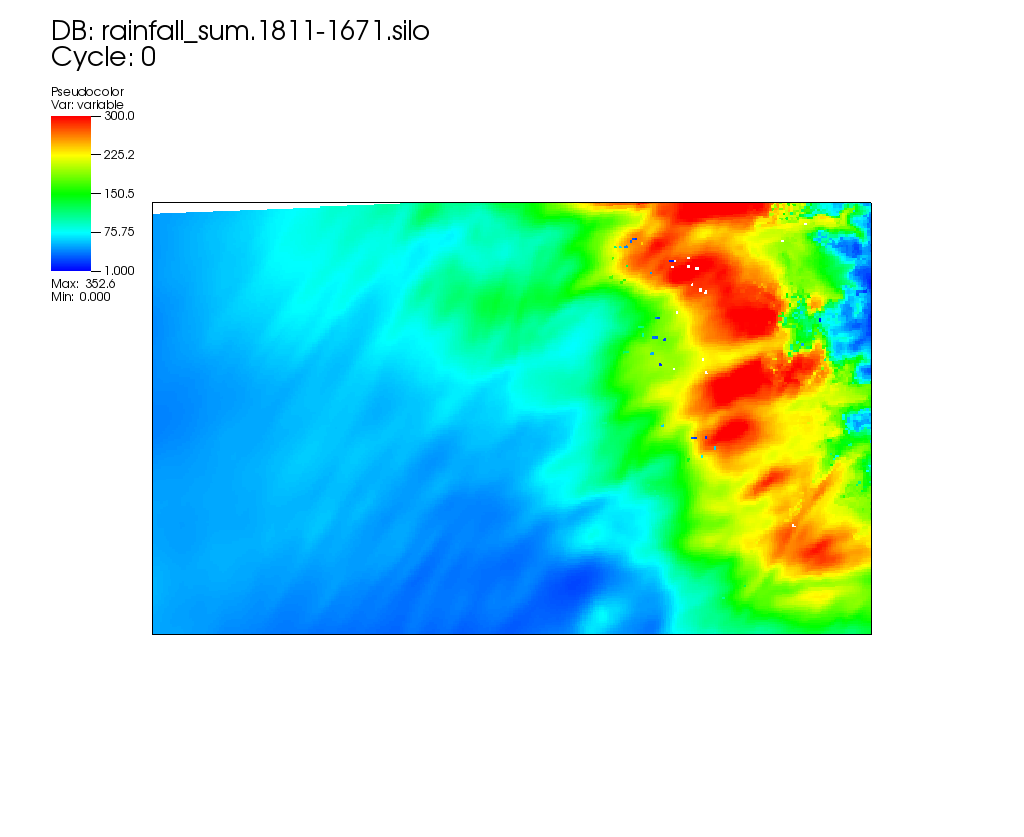 DB: rainfall_sum.1811-1671.silo
Cycle: 0
Pseudocolor
Var: variable
300.0
225.2
150.5
75.75
1.000
Max: 352.6
Min: 0.000